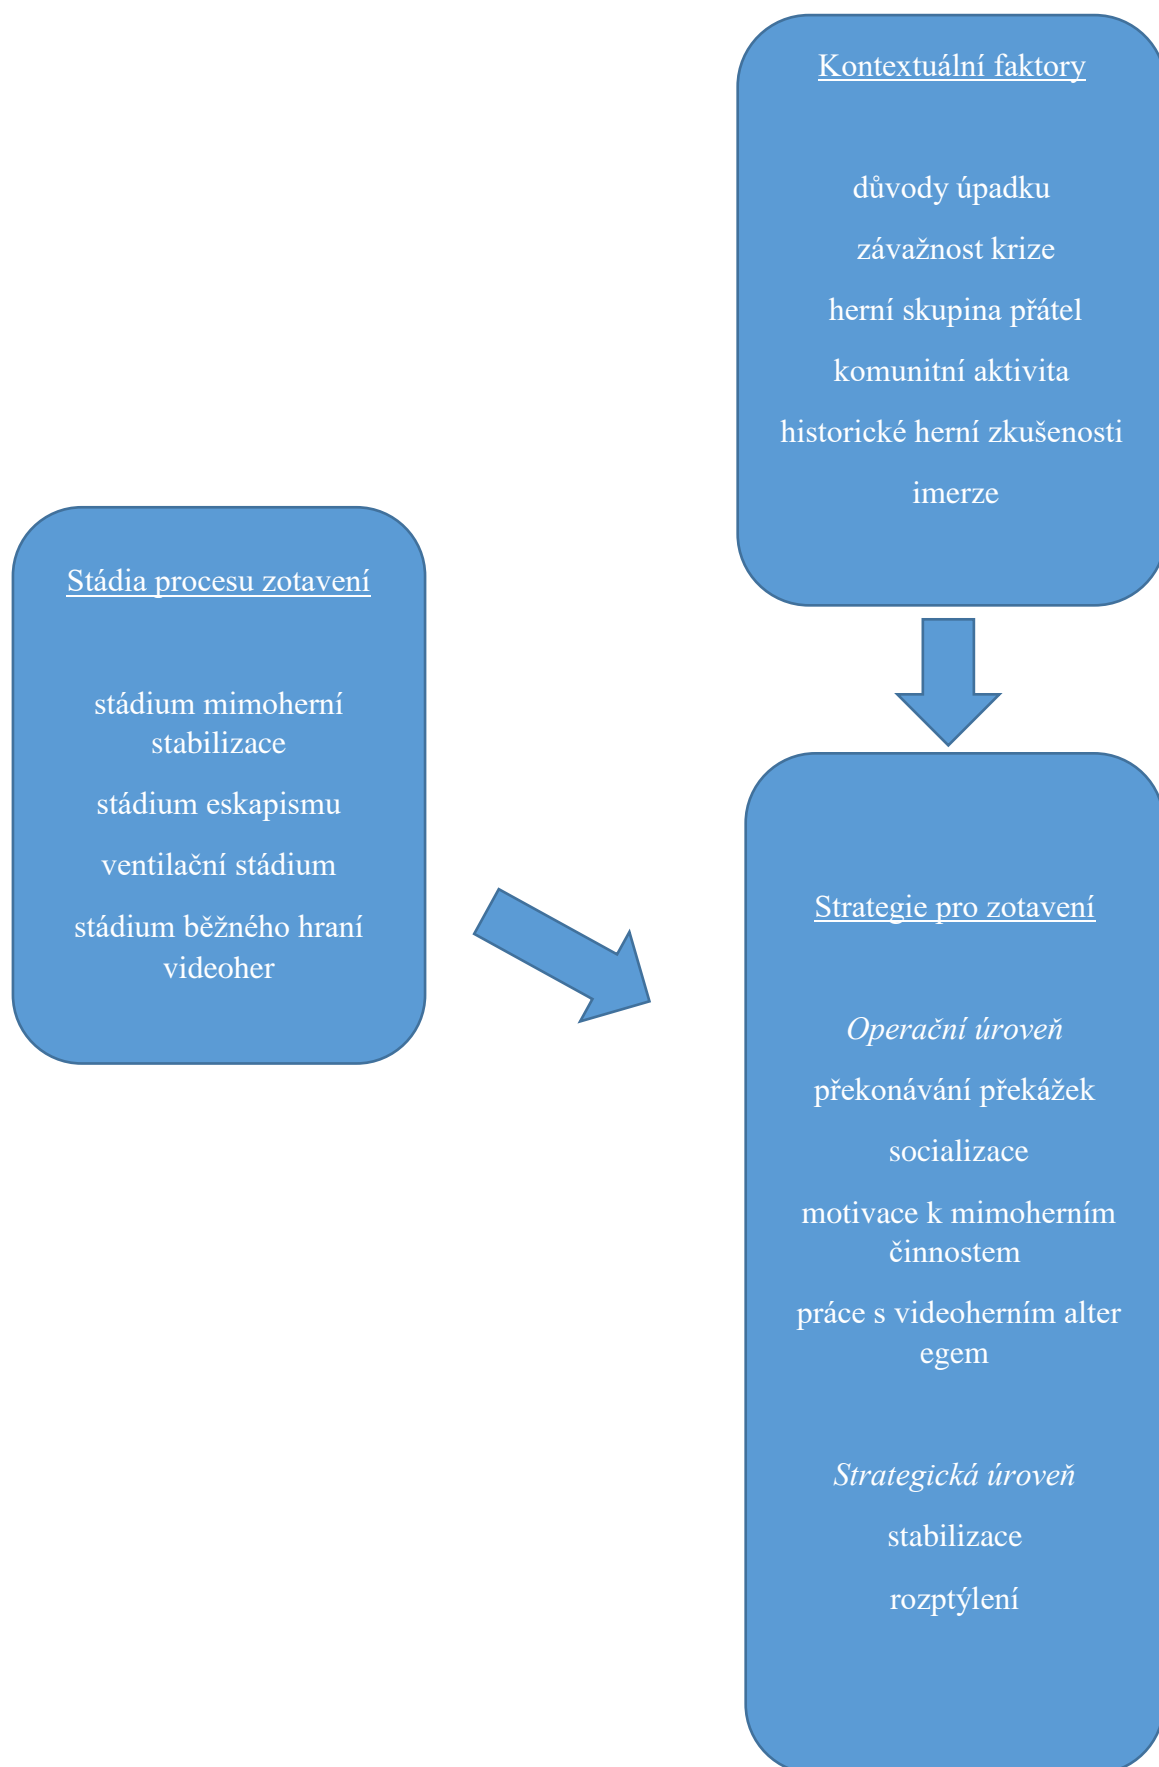 Kontextuální faktory
důvody úpadku
závažnost krize
herní skupina přátel
komunitní aktivita
historické herní zkušenosti
imerze
Stádia procesu zotavení
stádium mimoherní
stabilizace
stádium eskapismu
ventilační stádium
stádium běžného hraní
videoher
Strategie pro zotavení
Operační úroveň
překonávání překážek
socializace
motivace k mimoherním
činnostem
práce s videoherním alter
egem
Strategická úroveň
stabilizace
rozptýlení